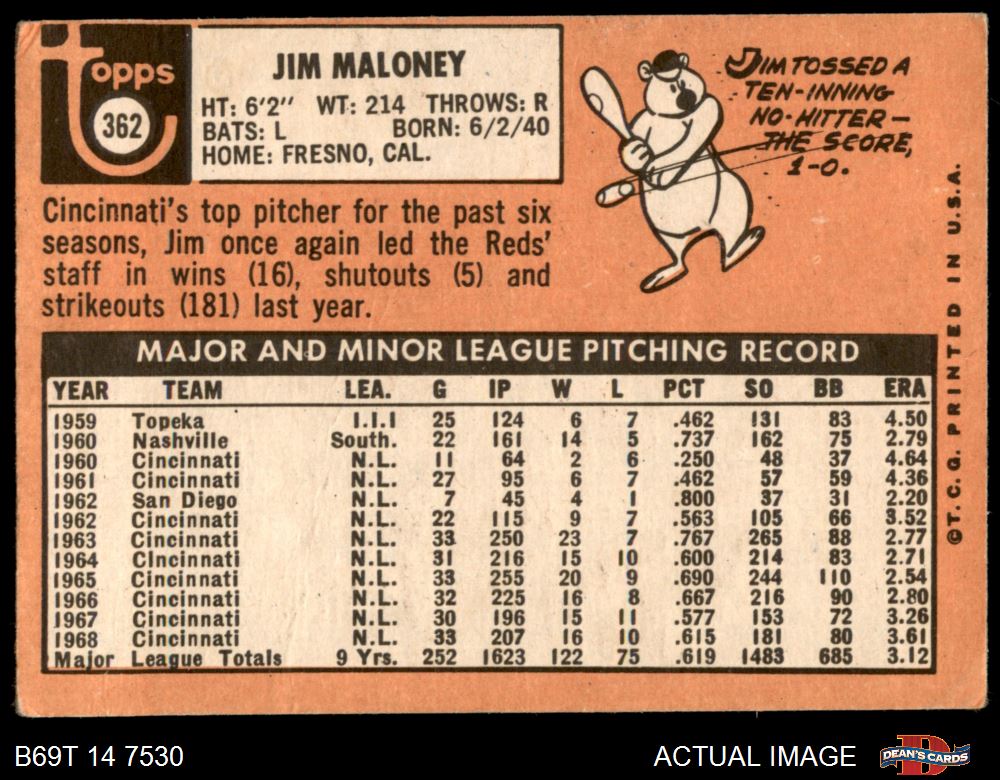 topps
362
JIM MALONEY
HT: 6'2" WT: 214 THROWS: R
BATS: L BORN: 6/2/40
HOME: FRESNO, CAL.
JIM TOSSED A
TEN-INNING
NO-HITTER—
THE SCORE,
1-0.
Cincinnati's top pitcher for the past six
seasons, Jim once again led the Reds'
staff in wins (16), shutouts (5) and
strikeouts (181) last year.
MAJOR AND MINOR LEAGUE PITCHING RECORD
YEAR TEAM LEA. G IP W L PCT SO BB ERA
1959 Topeka I.I.I 25 124 6 7 .462 131 83 4.50
1960 Nashville South. 22 161 14 5 .737 162 75 2.79
1960 Cincinnati N.L. 11 64 2 6 .250 48 37 4.64
1961 Cincinnati N.L. 27 95 6 7 .462 57 59 4.36
1962 San Diego N.L. 7 45 4 1 .800 37 31 2.20
1962 Cincinnati N.L. 22 115 9 7 .563 105 66 3.52
1963 Cincinnati N.L. 33 250 23 7 .767 265 88 2.77
1964 Cincinnati N.L. 31 216 15 10 .600 214 83 2.71
1965 Cincinnati N.L. 33 255 20 9 .690 244 110 2.54
1966 Cincinnati N.L. 32 225 16 8 .667 216 90 2.80
1967 Cincinnati N.L. 30 196 15 11 .577 153 72 3.26
1968 Cincinnati N.L. 33 207 16 10 .615 181 80 3.61
Major League Totals 9 Yrs. 252 1623 122 75 .619 1483 685 3.12
©T.C.G. PRINTED IN U.S.A.
B69T 14 7530
ACTUAL IMAGE
DEAN'S CARDS